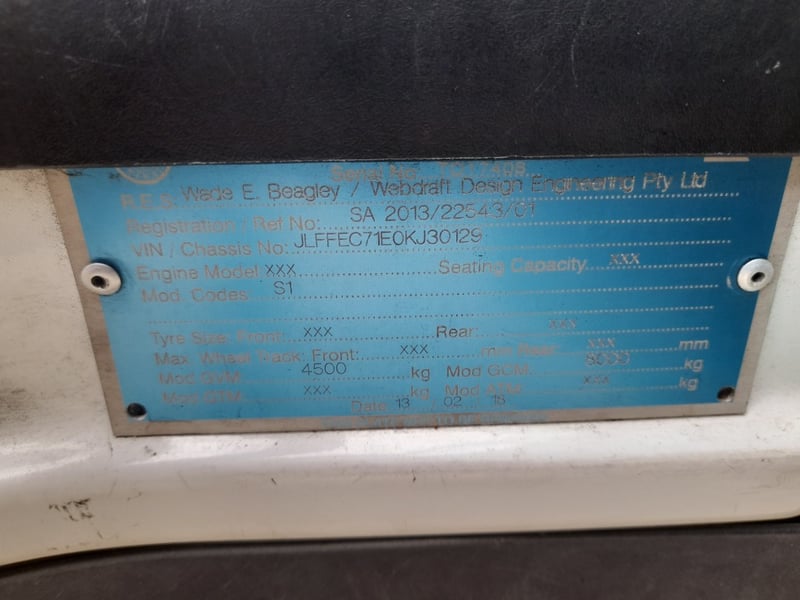 Serial No:
R.E.S: Wade E. Beagley / Webdraft Design Engineering Pty Ltd
Registration / Ref No: SA 2013/22543/01
VIN / Chassis No: JLFFEC71E0KJ30129
Engine Model XXX Seating Capacity XXX
Mod. Codes S1
Tyre Size: Front: XXX Rear: XXX
Max. Wheel Track: Front: XXX mm Rear: XXX mm
Mod GVM: 4500 kg Mod GCM: kg
Mod GTM: XXX kg Mod ATM: XXX kg
Date 13 / 02 / 18